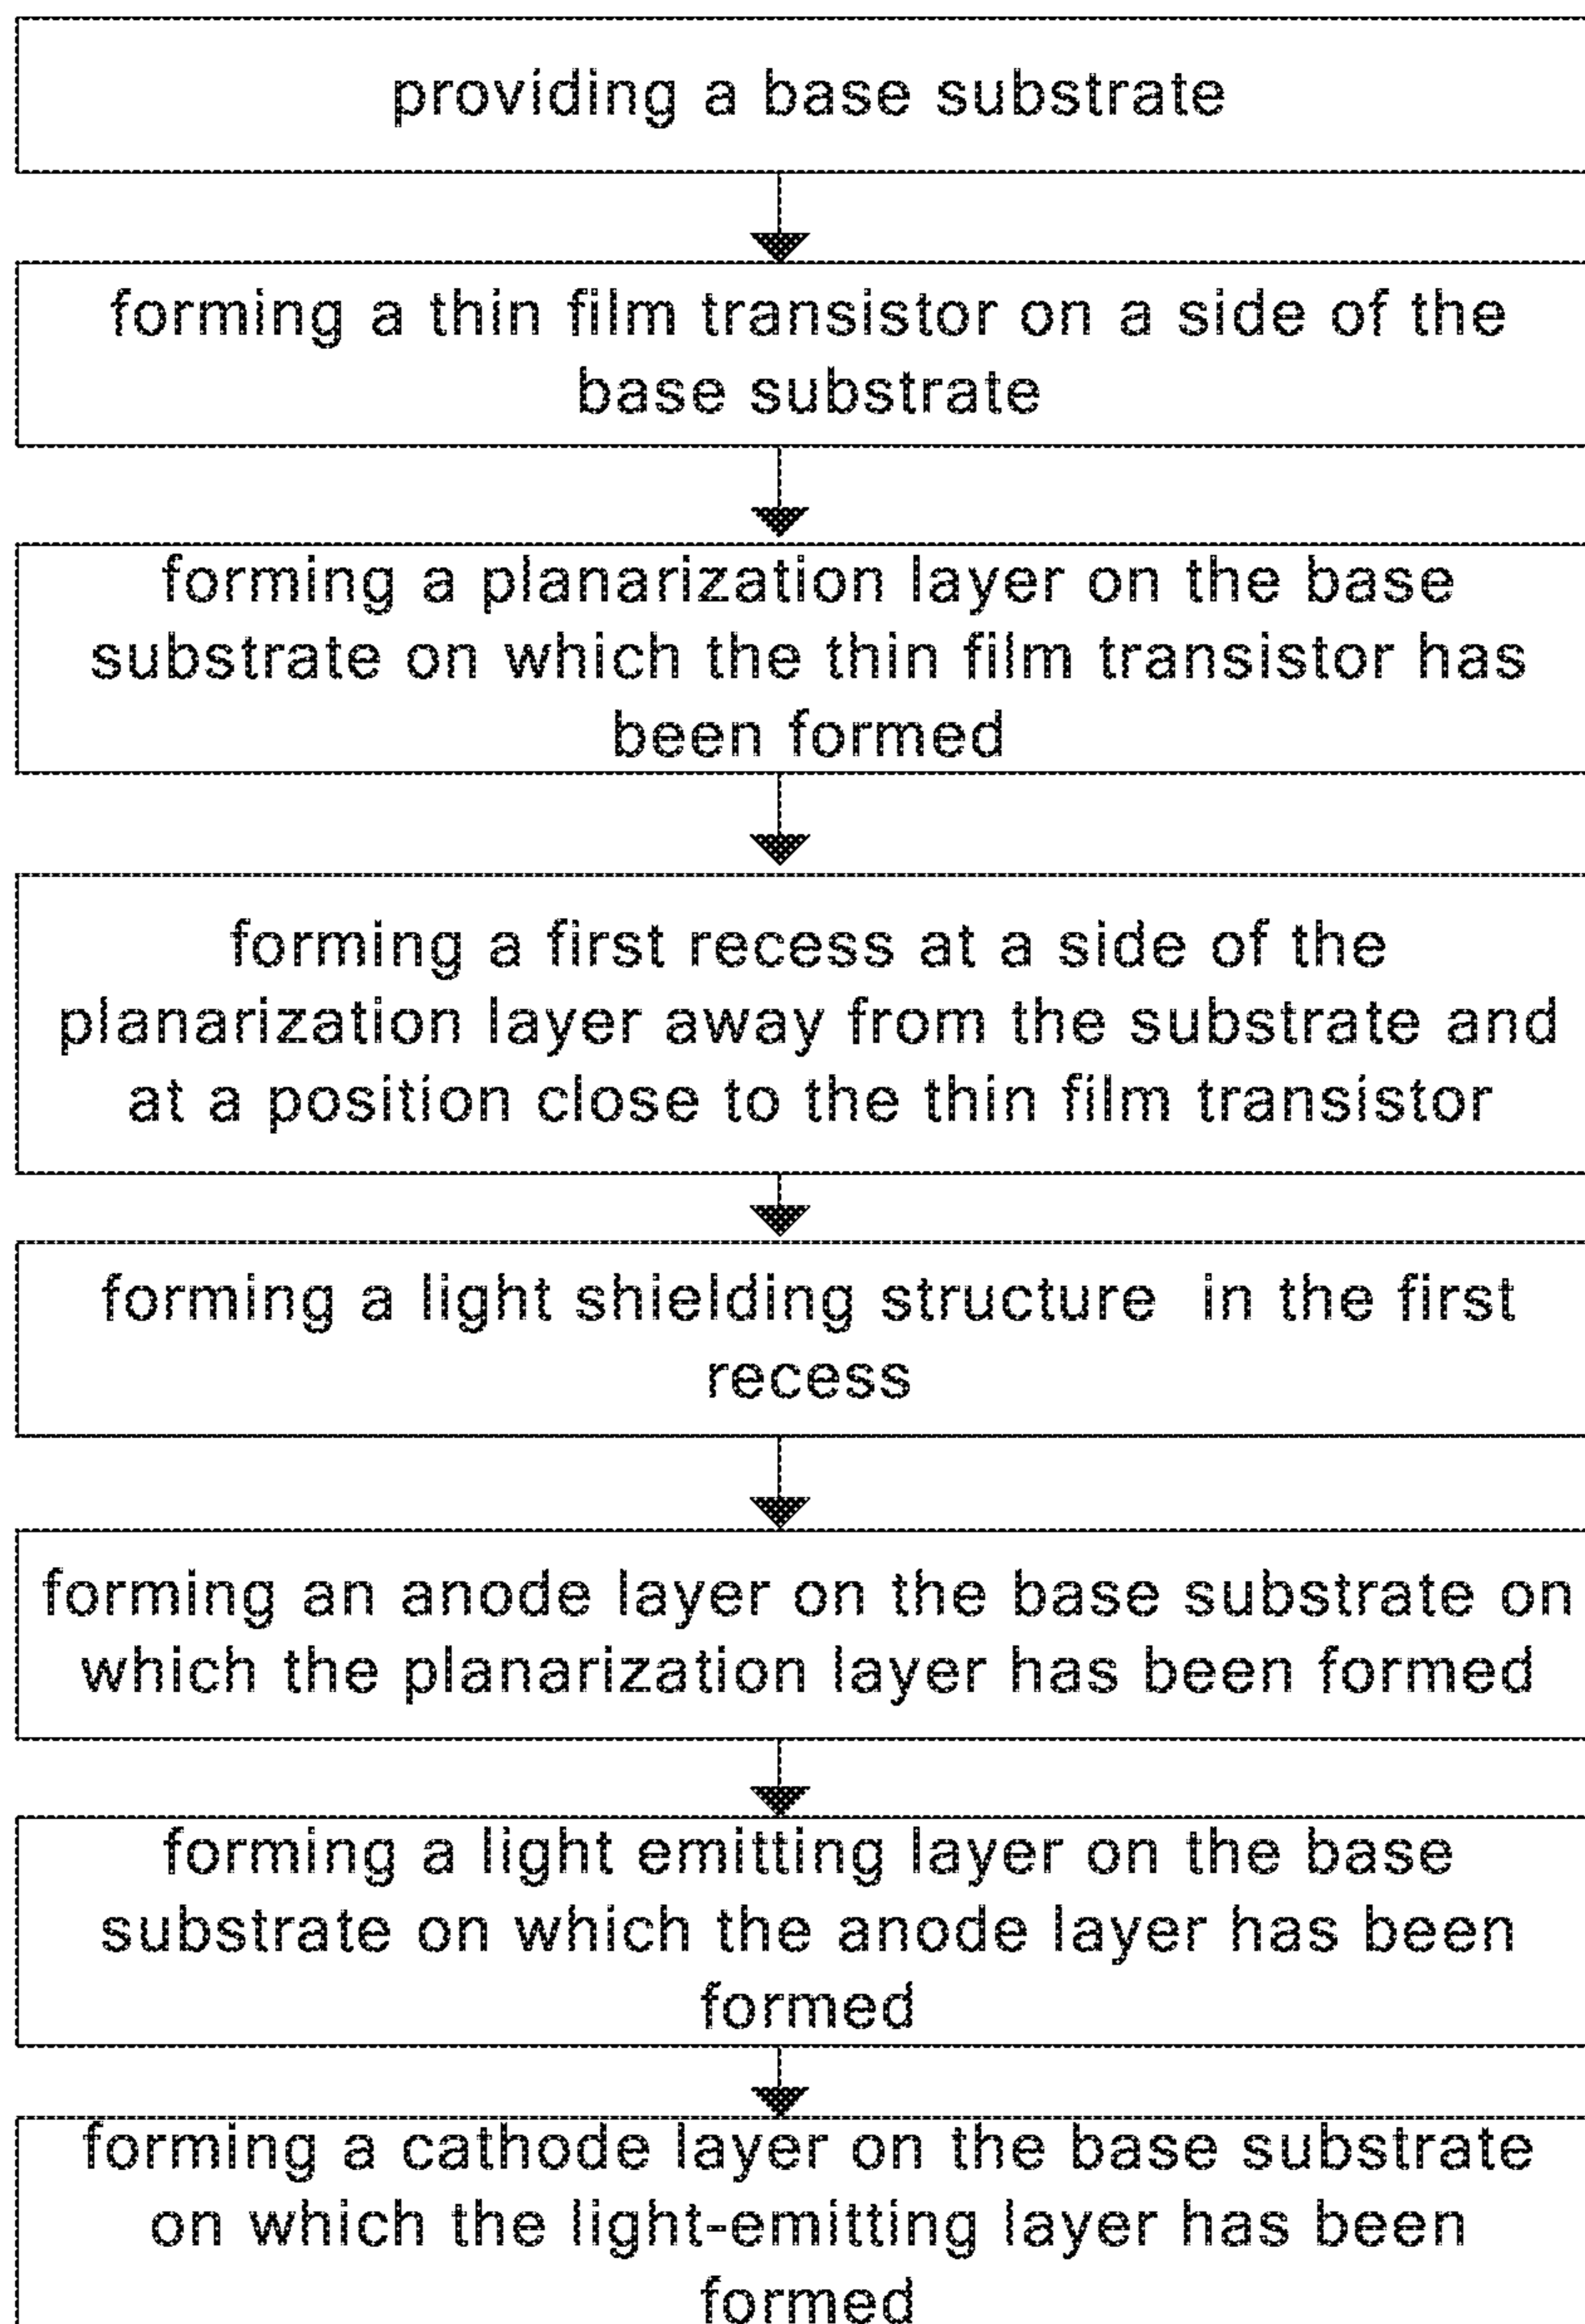 providing a base substrate
forming a thin film transistor on a side of the
base substrate
forming a planarization layer on the base
substrate on which the thin film transistor has
been formed
forming a first recess at a side of the
planarization layer away from the substrate and
at a position close to the thin film transistor
forming a light shielding structure in the first
recess
forming an anode layer on the base substrate on
which the planarization layer has been formed
forming a light emitting layer on the base
substrate on which the anode layer has been
formed
forming a cathode layer on the base substrate
on which the light-emitting layer has been
formed